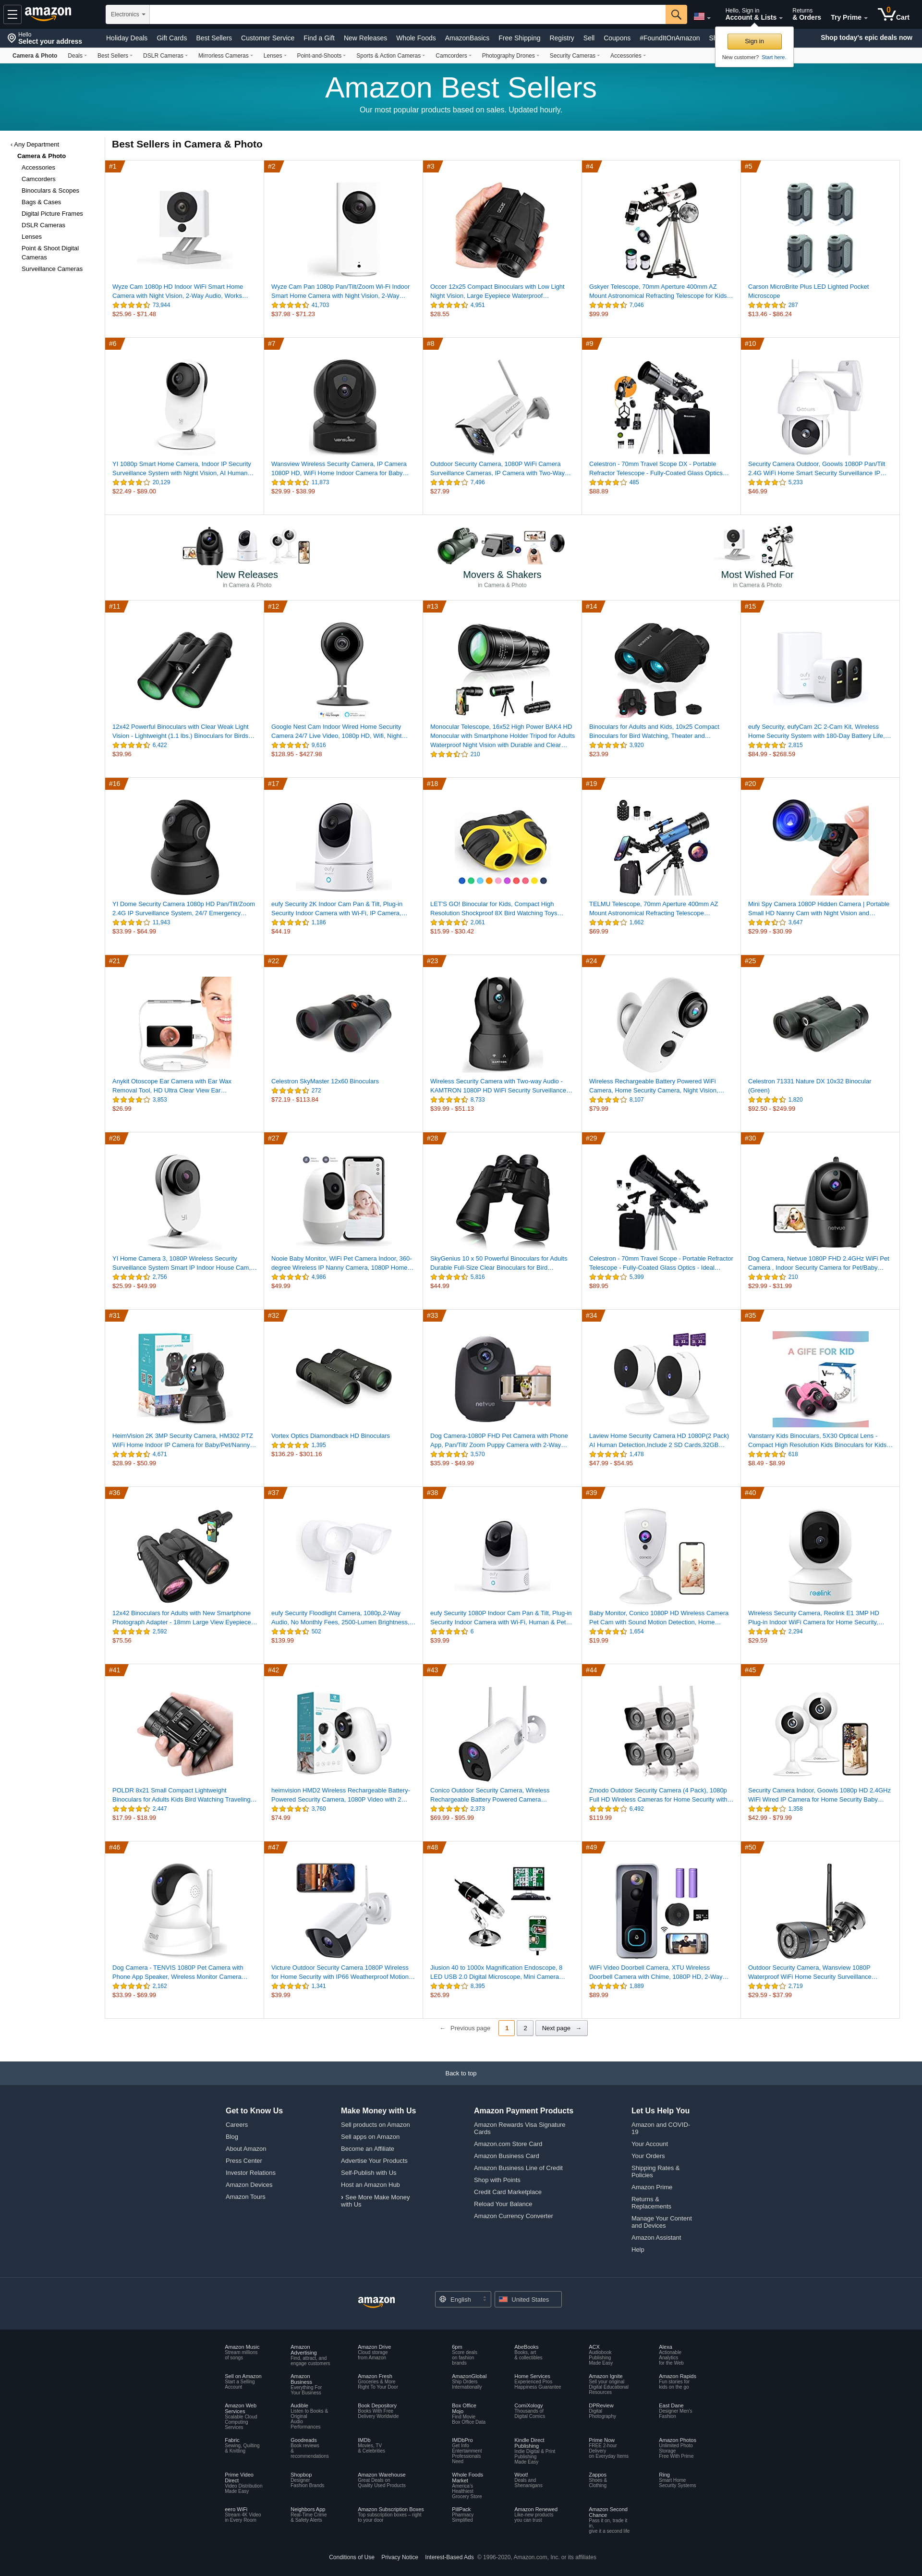 amazon
Electronics
Hello, Sign in
Account & Lists
Returns
& Orders
Try Prime
0
Cart
Hello
Select your address
Holiday Deals
Gift Cards
Best Sellers
Customer Service
Find a Gift
New Releases
Whole Foods
AmazonBasics
Free Shipping
Registry
Sell
Coupons
#FoundItOnAmazon
Shop today's epic deals now
Sign in
New customer? Start here.
Camera & Photo
Deals
Best Sellers
DSLR Cameras
Mirrorless Cameras
Lenses
Point-and-Shoots
Sports & Action Cameras
Camcorders
Photography Drones
Security Cameras
Accessories
Amazon Best Sellers
Our most popular products based on sales. Updated hourly.
‹ Any Department
Camera & Photo
Accessories
Camcorders
Binoculars & Scopes
Bags & Cases
Digital Picture Frames
DSLR Cameras
Lenses
Point & Shoot Digital
Cameras
Surveillance Cameras
Best Sellers in Camera & Photo
#1
Wyze Cam 1080p HD Indoor WiFi Smart Home
Camera with Night Vision, 2-Way Audio, Works…
73,944
$25.96 - $71.48
#2
Wyze Cam Pan 1080p Pan/Tilt/Zoom Wi-Fi Indoor
Smart Home Camera with Night Vision, 2-Way…
41,703
$37.98 - $71.23
#3
Occer 12x25 Compact Binoculars with Low Light
Night Vision, Large Eyepiece Waterproof…
4,951
$28.55
#4
Gskyer Telescope, 70mm Aperture 400mm AZ
Mount Astronomical Refracting Telescope for Kids…
7,046
$99.99
#5
Carson MicroBrite Plus LED Lighted Pocket
Microscope
287
$13.46 - $86.24
#6
YI 1080p Smart Home Camera, Indoor IP Security
Surveillance System with Night Vision, AI Human…
20,129
$22.49 - $89.00
#7
Wansview Wireless Security Camera, IP Camera
1080P HD, WiFi Home Indoor Camera for Baby…
11,873
$29.99 - $38.99
#8
Outdoor Security Camera, 1080P WiFi Camera
Surveillance Cameras, IP Camera with Two-Way…
7,496
$27.99
#9
Celestron - 70mm Travel Scope DX - Portable
Refractor Telescope - Fully-Coated Glass Optics…
485
$88.89
#10
Security Camera Outdoor, Goowls 1080P Pan/Tilt
2.4G WiFi Home Smart Security Surveillance IP…
5,233
$46.99
New Releases
in Camera & Photo
Movers & Shakers
in Camera & Photo
Most Wished For
in Camera & Photo
#11
12x42 Powerful Binoculars with Clear Weak Light
Vision - Lightweight (1.1 lbs.) Binoculars for Birds…
6,422
$39.96
#12
Google Nest Cam Indoor Wired Home Security
Camera 24/7 Live Video, 1080p HD, Wifi, Night…
9,616
$128.95 - $427.98
#13
Monocular Telescope, 16x52 High Power BAK4 HD
Monocular with Smartphone Holder Tripod for Adults
Waterproof Night Vision with Durable and Clear…
210
#14
Binoculars for Adults and Kids, 10x25 Compact
Binoculars for Bird Watching, Theater and…
3,920
$23.99
#15
eufy Security, eufyCam 2C 2-Cam Kit, Wireless
Home Security System with 180-Day Battery Life,…
2,815
$84.99 - $268.59
#16
YI Dome Security Camera 1080p HD Pan/Tilt/Zoom
2.4G IP Surveillance System, 24/7 Emergency…
11,943
$33.99 - $64.99
#17
eufy Security 2K Indoor Cam Pan & Tilt, Plug-in
Security Indoor Camera with Wi-Fi, IP Camera,…
1,186
$44.19
#18
LET'S GO! Binocular for Kids, Compact High
Resolution Shockproof 8X Bird Watching Toys…
2,061
$15.99 - $30.42
#19
TELMU Telescope, 70mm Aperture 400mm AZ
Mount Astronomical Refracting Telescope…
1,662
$69.99
#20
Mini Spy Camera 1080P Hidden Camera | Portable
Small HD Nanny Cam with Night Vision and…
3,647
$29.99 - $30.99
#21
Anykit Otoscope Ear Camera with Ear Wax
Removal Tool, HD Ultra Clear View Ear…
3,853
$26.99
#22
Celestron SkyMaster 12x60 Binoculars
272
$72.19 - $113.84
#23
Wireless Security Camera with Two-way Audio -
KAMTRON 1080P HD WiFi Security Surveillance…
8,733
$39.99 - $51.13
#24
Wireless Rechargeable Battery Powered WiFi
Camera, Home Security Camera, Night Vision,…
8,107
$79.99
#25
Celestron 71331 Nature DX 10x32 Binocular
(Green)
1,820
$92.50 - $249.99
#26
YI Home Camera 3, 1080P Wireless Security
Surveillance System Smart IP Indoor House Cam,…
2,756
$25.99 - $49.99
#27
Nooie Baby Monitor, WiFi Pet Camera Indoor, 360-
degree Wireless IP Nanny Camera, 1080P Home…
4,986
$49.99
#28
SkyGenius 10 x 50 Powerful Binoculars for Adults
Durable Full-Size Clear Binoculars for Bird…
5,816
$44.99
#29
Celestron - 70mm Travel Scope - Portable Refractor
Telescope - Fully-Coated Glass Optics - Ideal…
5,399
$89.95
#30
Dog Camera, Netvue 1080P FHD 2.4GHz WiFi Pet
Camera , Indoor Security Camera for Pet/Baby…
210
$29.99 - $31.99
#31
HeimVision 2K 3MP Security Camera, HM302 PTZ
WiFi Home Indoor IP Camera for Baby/Pet/Nanny…
4,671
$28.99 - $50.99
#32
Vortex Optics Diamondback HD Binoculars
1,395
$136.29 - $301.16
#33
netvue
Dog Camera-1080P FHD Pet Camera with Phone
App, Pan/Tilt/ Zoom Puppy Camera with 2-Way…
3,570
$35.99 - $49.99
#34
Laview Home Security Camera HD 1080P(2 Pack)
AI Human Detection,Include 2 SD Cards,32GB…
1,478
$47.99 - $54.95
#35
A GIFE FOR KID
Vanstarry Kids Binoculars, 5X30 Optical Lens -
Compact High Resolution Kids Binoculars for Kids…
618
$8.49 - $8.99
#36
12x42 Binoculars for Adults with New Smartphone
Photograph Adapter - 18mm Large View Eyepiece…
2,592
$75.56
#37
eufy Security Floodlight Camera, 1080p,2-Way
Audio, No Monthly Fees, 2500-Lumen Brightness,…
502
$139.99
#38
eufy Security 1080P Indoor Cam Pan & Tilt, Plug-in
Security Indoor Camera with Wi-Fi, Human & Pet…
6
$39.99
#39
Baby Monitor, Conico 1080P HD Wireless Camera
Pet Cam with Sound Motion Detection, Home…
1,654
$19.99
#40
reolink
Wireless Security Camera, Reolink E1 3MP HD
Plug-in Indoor WiFi Camera for Home Security,…
2,294
$29.59
#41
POLDR 8x21 Small Compact Lightweight
Binoculars for Adults Kids Bird Watching Traveling…
2,447
$17.99 - $18.99
#42
heimvision HMD2 Wireless Rechargeable Battery-
Powered Security Camera, 1080P Video with 2…
3,760
$74.99
#43
Conico Outdoor Security Camera, Wireless
Rechargeable Battery Powered Camera…
2,373
$69.99 - $95.99
#44
Zmodo Outdoor Security Camera (4 Pack), 1080p
Full HD Wireless Cameras for Home Security with…
6,492
$119.99
#45
Security Camera Indoor, Goowls 1080p HD 2.4GHz
WiFi Wired IP Camera for Home Security Baby…
1,358
$42.99 - $79.99
#46
Dog Camera - TENVIS 1080P Pet Camera with
Phone App Speaker, Wireless Monitor Camera…
2,162
$33.99 - $69.99
#47
Victure Outdoor Security Camera 1080P Wireless
for Home Security with IP66 Weatherproof Motion…
1,341
$39.99
#48
Jiusion 40 to 1000x Magnification Endoscope, 8
LED USB 2.0 Digital Microscope, Mini Camera…
8,395
$26.99
#49
WiFi Video Doorbell Camera, XTU Wireless
Doorbell Camera with Chime, 1080P HD, 2-Way…
1,889
$89.99
#50
Outdoor Security Camera, Wansview 1080P
Waterproof WiFi Home Security Surveillance…
2,719
$29.59 - $37.99
← Previous page
1
2
Next page →
Back to top
Get to Know Us
Careers
Blog
About Amazon
Press Center
Investor Relations
Amazon Devices
Amazon Tours
Make Money with Us
Sell products on Amazon
Sell apps on Amazon
Become an Affiliate
Advertise Your Products
Self-Publish with Us
Host an Amazon Hub
› See More Make Money
with Us
Amazon Payment Products
Amazon Rewards Visa Signature
Cards
Amazon.com Store Card
Amazon Business Card
Amazon Business Line of Credit
Shop with Points
Credit Card Marketplace
Reload Your Balance
Amazon Currency Converter
Let Us Help You
Amazon and COVID-
19
Your Account
Your Orders
Shipping Rates &
Policies
Amazon Prime
Returns &
Replacements
Manage Your Content
and Devices
Amazon Assistant
Help
amazon
English
United States
Amazon Music
Stream millions
of songs
Amazon
Advertising
Find, attract, and
engage customers
Amazon Drive
Cloud storage
from Amazon
6pm
Score deals
on fashion
brands
AbeBooks
Books, art
& collectibles
ACX
Audiobook
Publishing
Made Easy
Alexa
Actionable
Analytics
for the Web
Sell on Amazon
Start a Selling
Account
Amazon
Business
Everything For
Your Business
Amazon Fresh
Groceries & More
Right To Your Door
AmazonGlobal
Ship Orders
Internationally
Home Services
Experienced Pros
Happiness Guarantee
Amazon Ignite
Sell your original
Digital Educational
Resources
Amazon Rapids
Fun stories for
kids on the go
Amazon Web
Services
Scalable Cloud
Computing
Services
Audible
Listen to Books &
Original
Audio
Performances
Book Depository
Books With Free
Delivery Worldwide
Box Office
Mojo
Find Movie
Box Office Data
ComiXology
Thousands of
Digital Comics
DPReview
Digital
Photography
East Dane
Designer Men's
Fashion
Fabric
Sewing, Quilting
& Knitting
Goodreads
Book reviews
&
recommendations
IMDb
Movies, TV
& Celebrities
IMDbPro
Get Info
Entertainment
Professionals
Need
Kindle Direct
Publishing
Indie Digital & Print
Publishing
Made Easy
Prime Now
FREE 2-hour
Delivery
on Everyday Items
Amazon Photos
Unlimited Photo
Storage
Free With Prime
Prime Video
Direct
Video Distribution
Made Easy
Shopbop
Designer
Fashion Brands
Amazon Warehouse
Great Deals on
Quality Used Products
Whole Foods
Market
America's
Healthiest
Grocery Store
Woot!
Deals and
Shenanigans
Zappos
Shoes &
Clothing
Ring
Smart Home
Security Systems
eero WiFi
Stream 4K Video
in Every Room
Neighbors App
Real-Time Crime
& Safety Alerts
Amazon Subscription Boxes
Top subscription boxes – right
to your door
PillPack
Pharmacy
Simplified
Amazon Renewed
Like-new products
you can trust
Amazon Second
Chance
Pass it on, trade it
in,
give it a second life
Conditions of Use
Privacy Notice
Interest-Based Ads
© 1996-2020, Amazon.com, Inc. or its affiliates